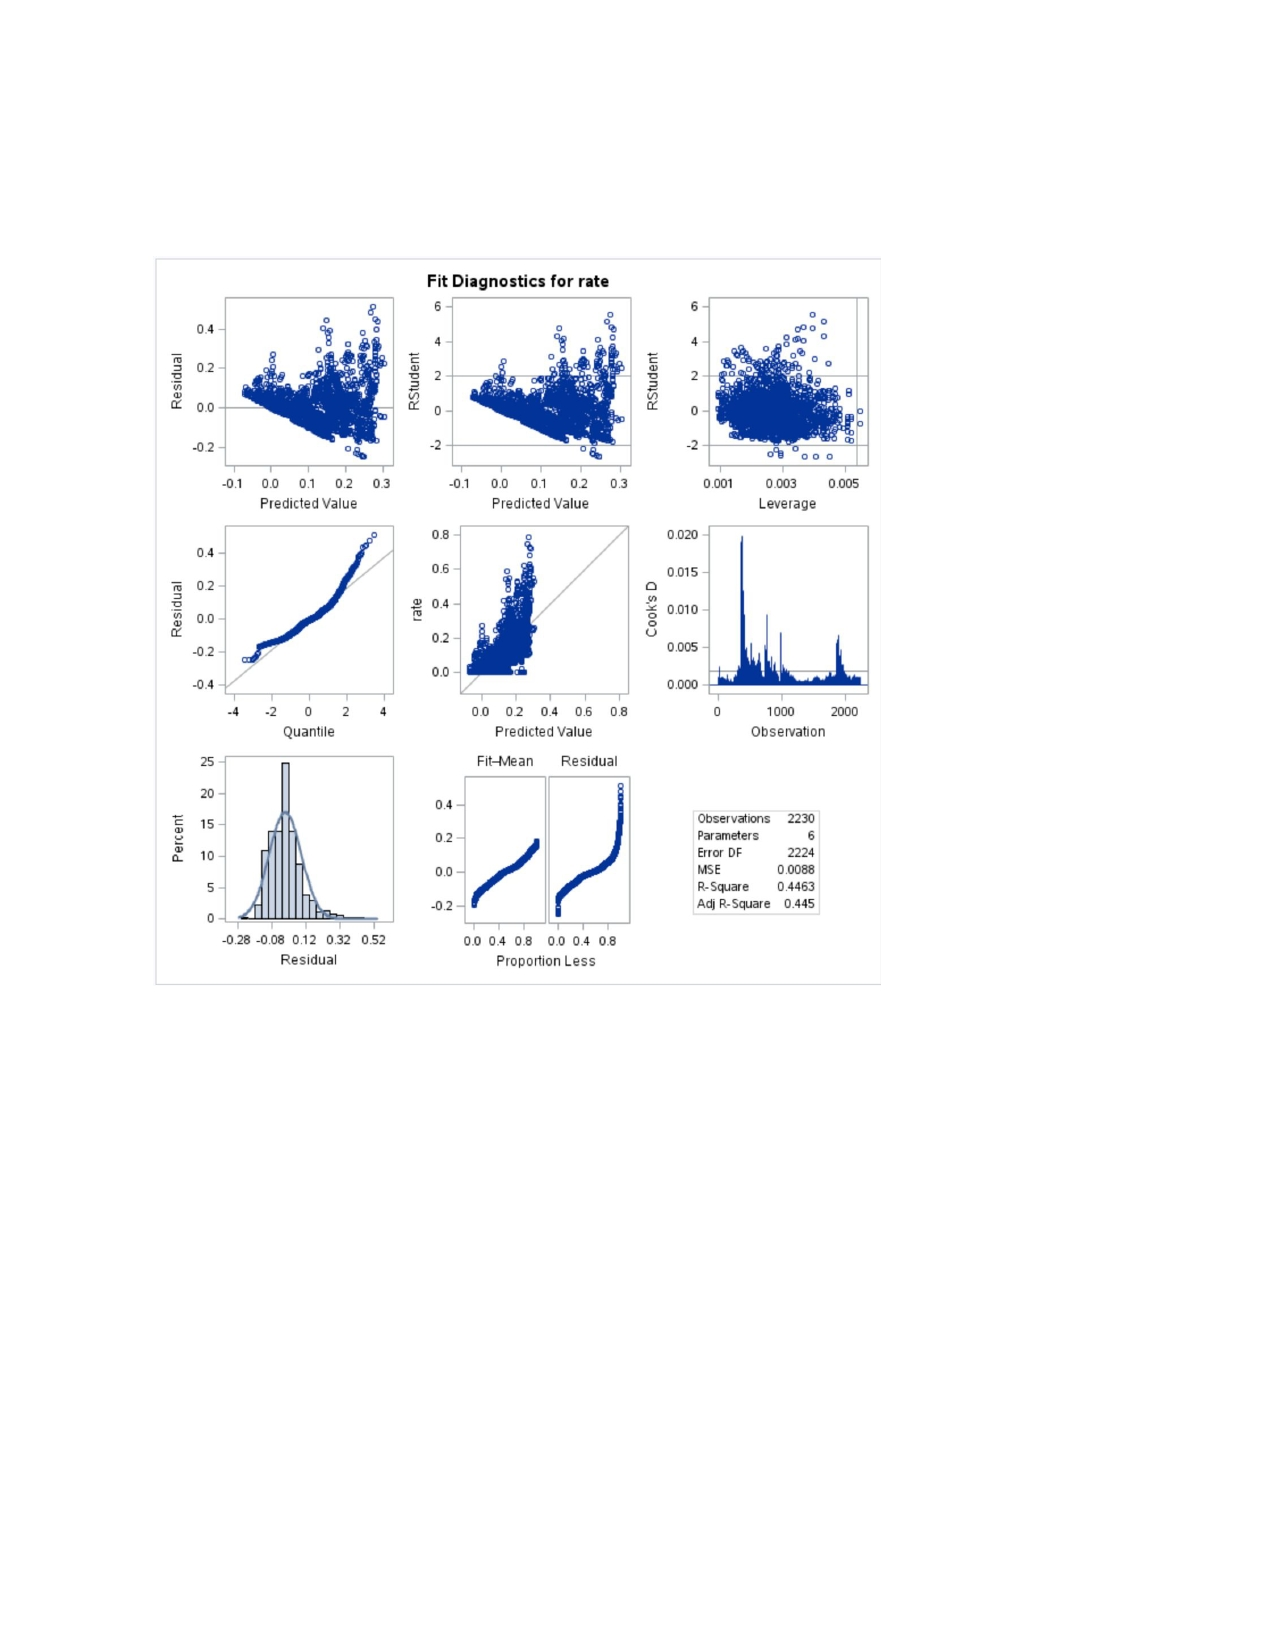 Fit Diagnostics for rate
Residual
0.4
0.2
0.0
-0.2
-0.1 0.0 0.1 0.2 0.3
Predicted Value
RStudent
6
4
2
0
-2
-0.1 0.0 0.1 0.2 0.3
Predicted Value
RStudent
6
4
2
0
-2
0.001 0.003 0.005
Leverage
Residual
0.4
0.2
0.0
-0.2
-0.4
-4 -2 0 2 4
Quantile
rate
0.8
0.6
0.4
0.2
0.0
0.0 0.2 0.4 0.6 0.8
Predicted Value
Cook's D
0.020
0.015
0.010
0.005
0.000
0 1000 2000
Observation
Percent
25
20
15
10
5
0
-0.28 -0.08 0.12 0.32 0.52
Residual
Fit–Mean Residual
0.4
0.2
0.0
-0.2
0.0 0.4 0.8 0.0 0.4 0.8
Proportion Less
Observations 2230
Parameters 6
Error DF 2224
MSE 0.0088
R-Square 0.4463
Adj R-Square 0.445